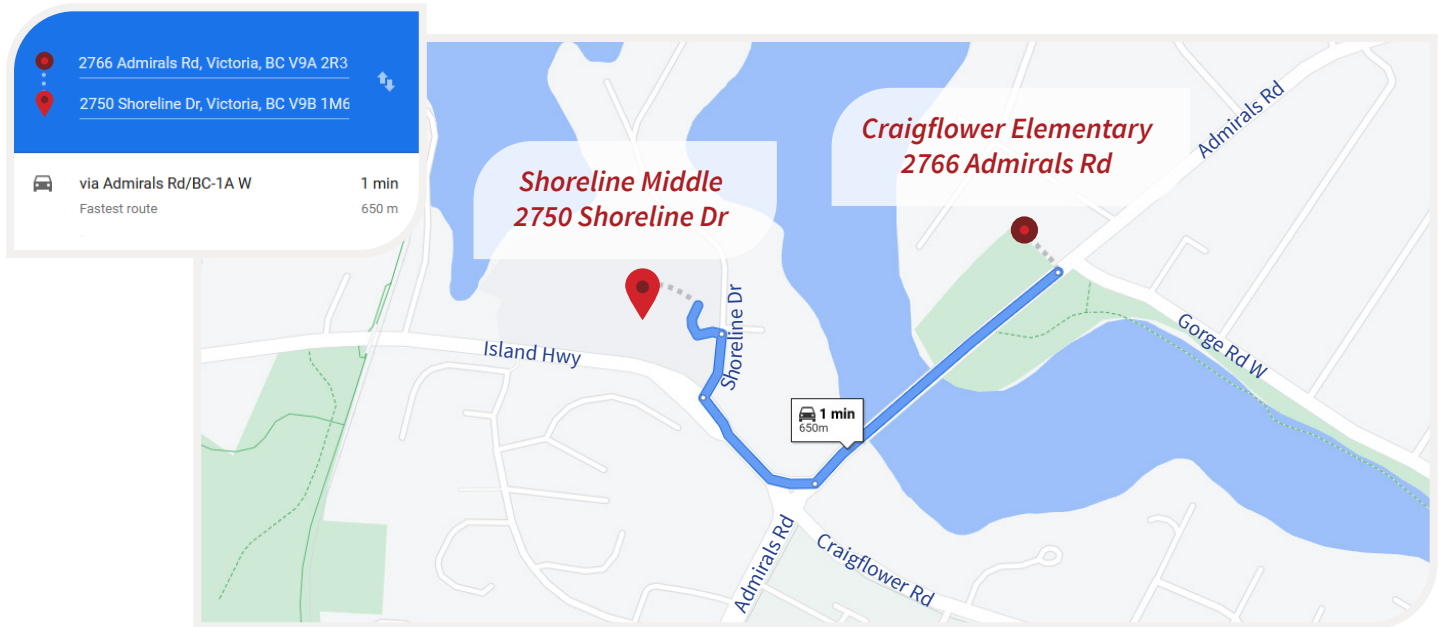 2766 Admirals Rd, Victoria, BC V9A 2R3
2750 Shoreline Dr, Victoria, BC V9B 1M6
via Admirals Rd/BC-1A W
1 min
Fastest route
650 m
Shoreline Middle
2750 Shoreline Dr
Craigflower Elementary
2766 Admirals Rd
Admirals Rd
Shoreline Dr
Island Hwy
Gorge Rd W
1 min
650m
Admirals Rd
Craigflower Rd